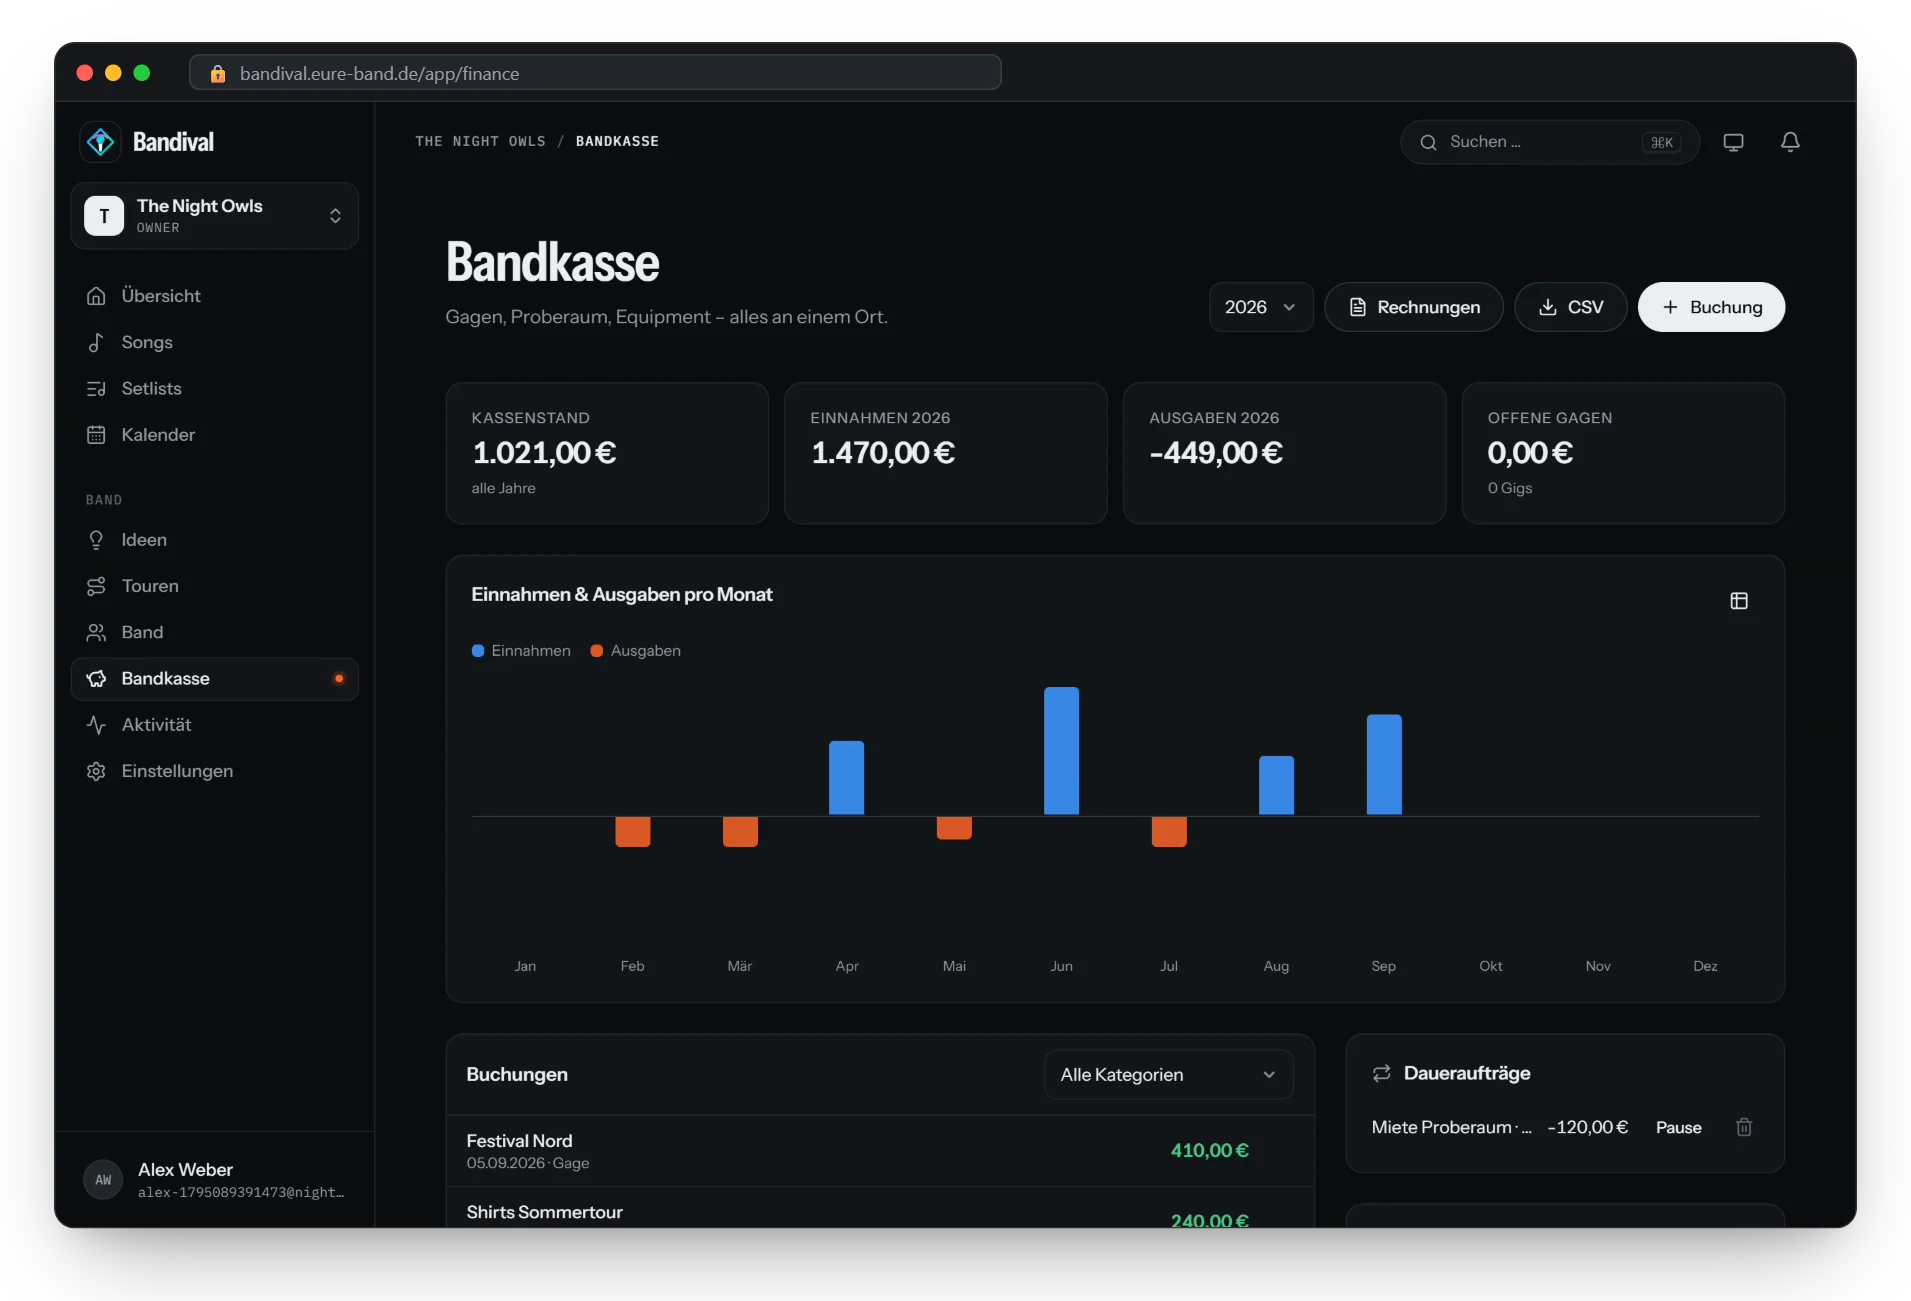 bandival.eure-band.de/app/finance
Bandival
T
The Night Owls
OWNER
Übersicht
Songs
Setlists
Kalender
BAND
Ideen
Touren
Band
Bandkasse
Aktivität
Einstellungen
AW
Alex Weber
alex-1795089391473@night…
THE NIGHT OWLS / BANDKASSE
Suchen ...
⌘K
Bandkasse
Gagen, Proberaum, Equipment – alles an einem Ort.
2026
Rechnungen
CSV
+ Buchung
KASSENSTAND
1.021,00 €
alle Jahre
EINNAHMEN 2026
1.470,00 €
AUSGABEN 2026
-449,00 €
OFFENE GAGEN
0,00 €
0 Gigs
Einnahmen & Ausgaben pro Monat
Einnahmen
Ausgaben
Jan Feb Mär Apr Mai Jun Jul Aug Sep Okt Nov Dez
Buchungen
Alle Kategorien
Festival Nord
05.09.2026 · Gage
410,00 €
Shirts Sommertour
240,00 €
Daueraufträge
Miete Proberaum · ... -120,00 € Pause